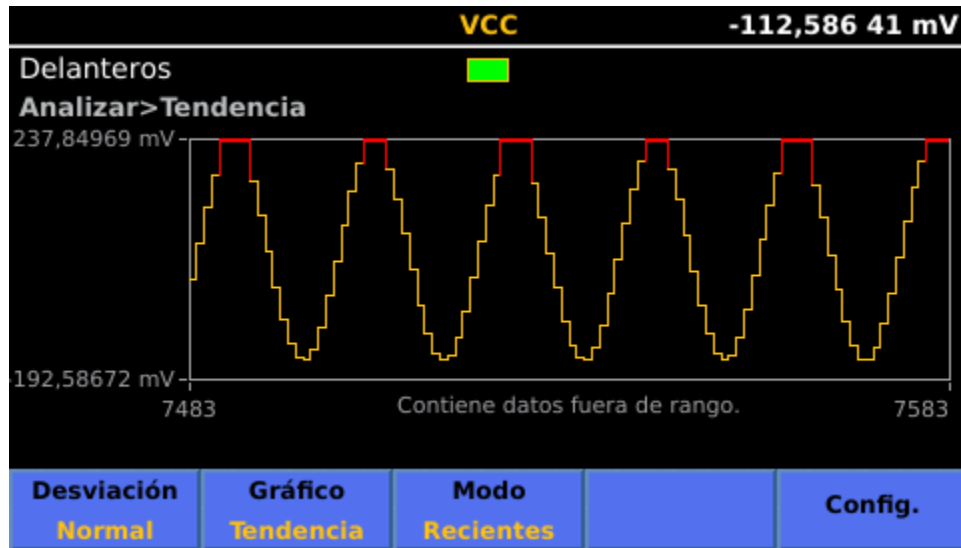 VCC
-112,586 41 mV
Delanteros
Analizar>Tendencia
237,84969 mV
-192,58672 mV
7483
Contiene datos fuera de rango.
7583
Desviación
Normal
Gráfico
Tendencia
Modo
Recientes
Config.